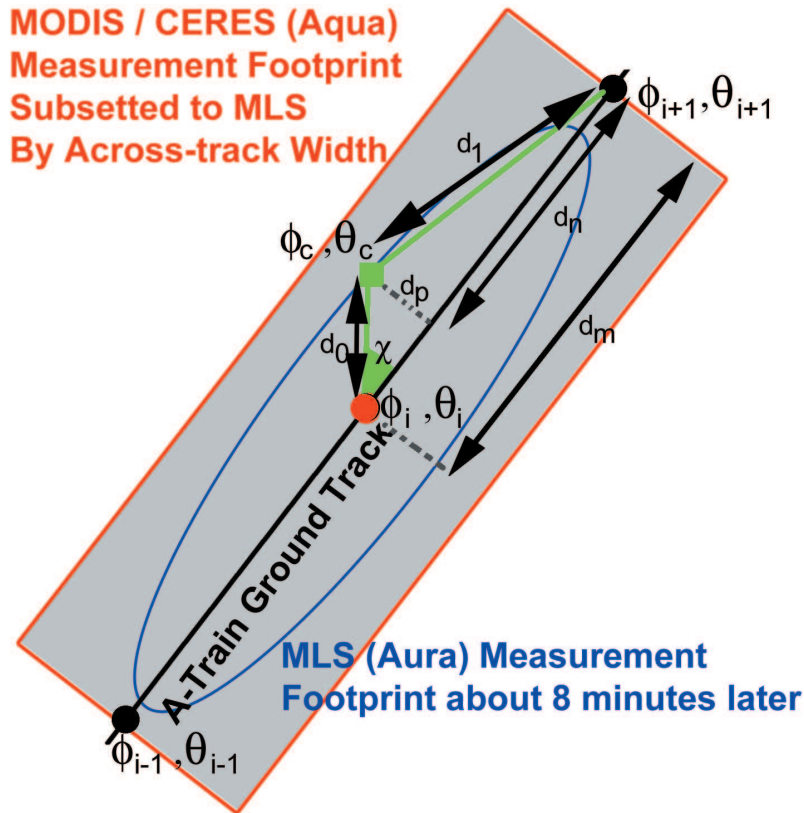 MODIS / CERES (Aqua)
Measurement Footprint
Subsetted to MLS
By Across-track Width
ϕi+1,θi+1
d1
dn
ϕc,θc
dp
dm
d0
χ
ϕi,θi
A-Train Ground Track
MLS (Aura) Measurement
Footprint about 8 minutes later
ϕi-1,θi-1